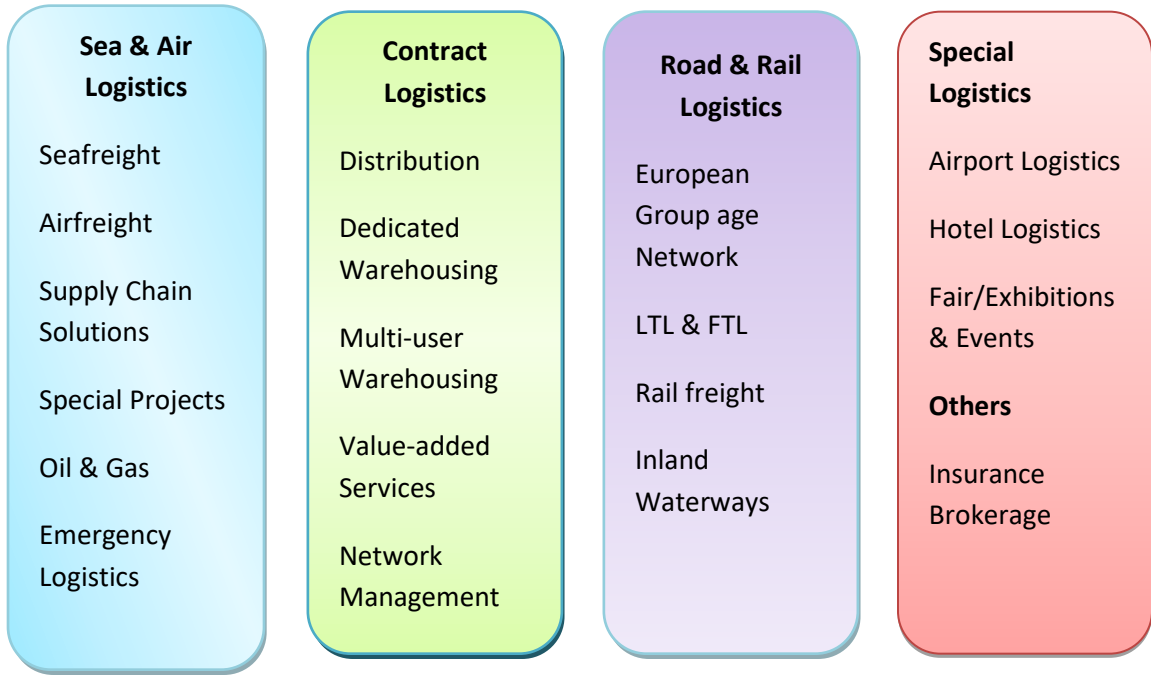 Sea & Air
Logistics
Seafreight
Airfreight
Supply Chain
Solutions
Special Projects
Oil & Gas
Emergency
Logistics
Contract
Logistics
Distribution
Dedicated
Warehousing
Multi-user
Warehousing
Value-added
Services
Network
Management
Road & Rail
Logistics
European
Group age
Network
LTL & FTL
Rail freight
Inland
Waterways
Special
Logistics
Airport Logistics
Hotel Logistics
Fair/Exhibitions
& Events
Others
Insurance
Brokerage